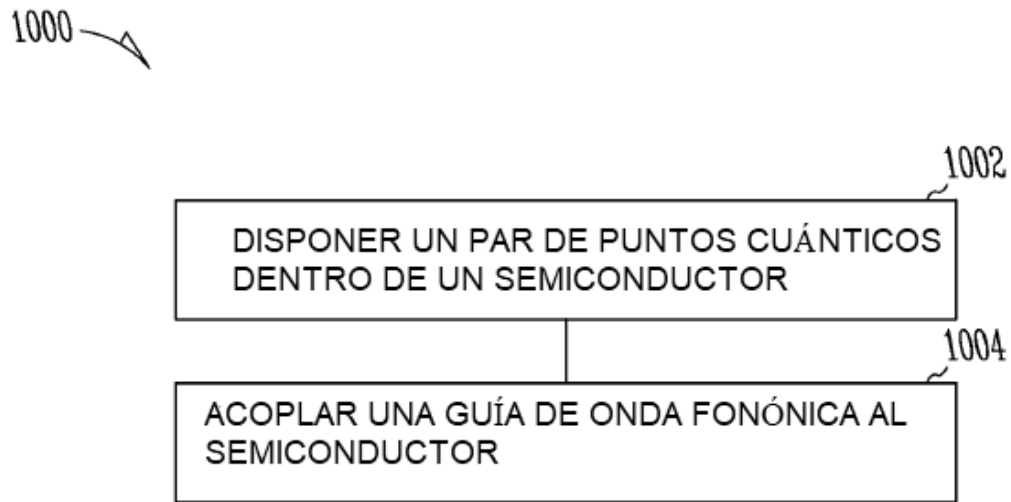 1000
1002
DISPONER UN PAR DE PUNTOS CUÁNTICOS
DENTRO DE UN SEMICONDUCTOR
1004
ACOPLAR UNA GUÍA DE ONDA FONÓNICA AL
SEMICONDUCTOR